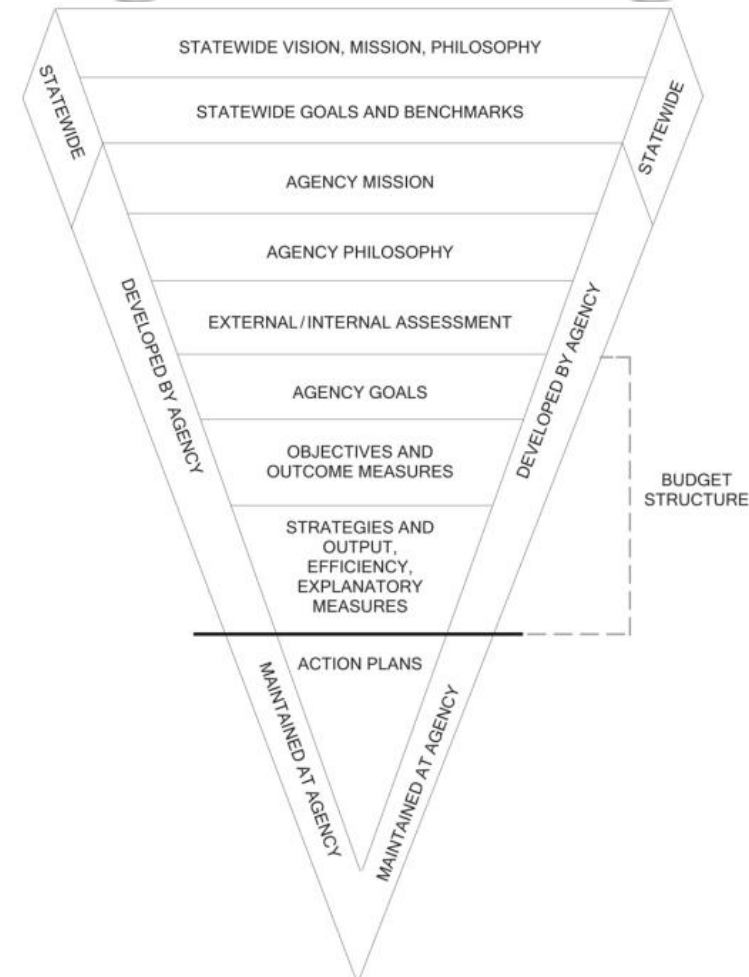 STATEWIDE VISION, MISSION, PHILOSOPHY
STATEWIDE
STATEWIDE
STATEWIDE GOALS AND BENCHMARKS
AGENCY MISSION
AGENCY PHILOSOPHY
DEVELOPED BY AGENCY
DEVELOPED BY AGENCY
EXTERNAL/INTERNAL ASSESSMENT
AGENCY GOALS
OBJECTIVES AND
OUTCOME MEASURES
BUDGET
STRUCTURE
STRATEGIES AND
OUTPUT,
EFFICIENCY,
EXPLANATORY
MEASURES
ACTION PLANS
MAINTAINED AT AGENCY
MAINTAINED AT AGENCY